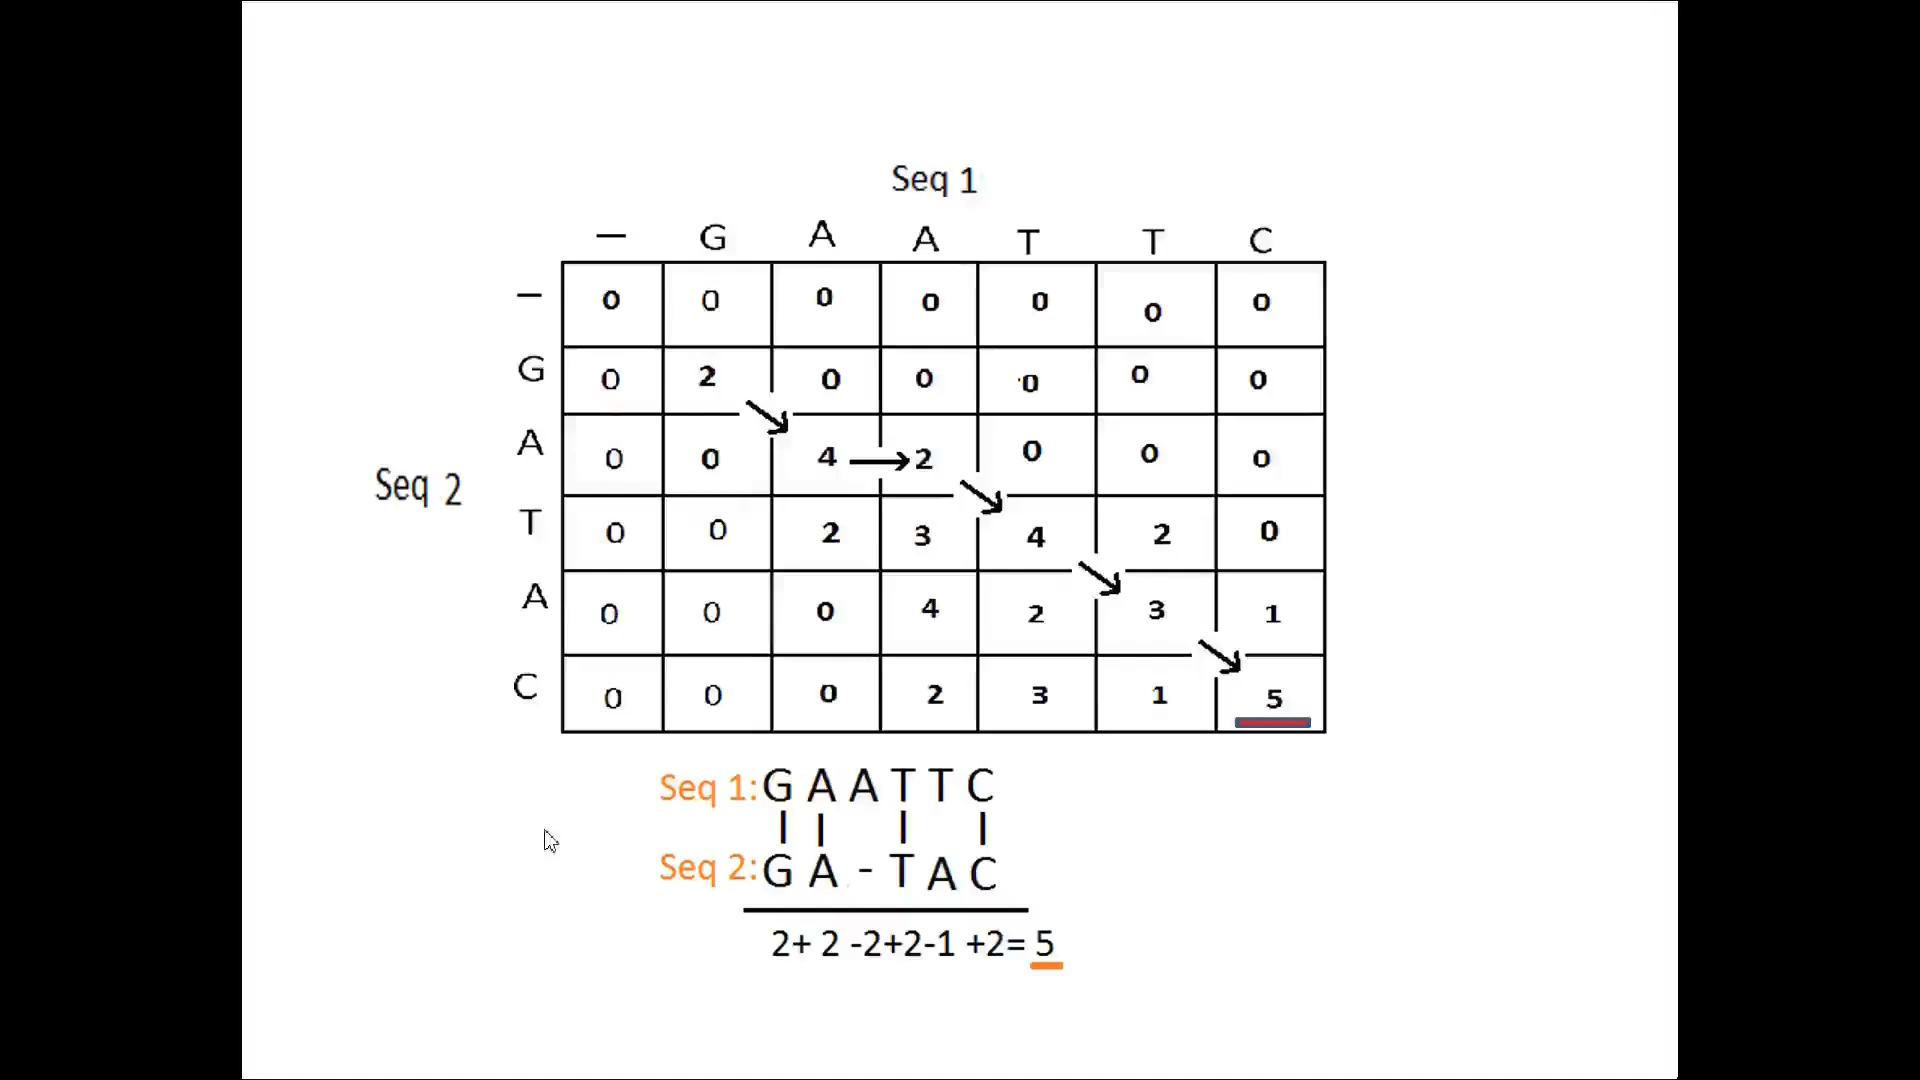 Seq 1
— G A A T T C
— 0 0 0 0 0 0 0
G 0 2 0 0 0 0 0
A 0 0 4 2 0 0 0
Seq 2
T 0 0 2 3 4 2 0
A 0 0 0 4 2 3 1
C 0 0 0 2 3 1 5
Seq 1: G A A T T C
Seq 2: G A - T A C
2+ 2 -2+2-1 +2= 5